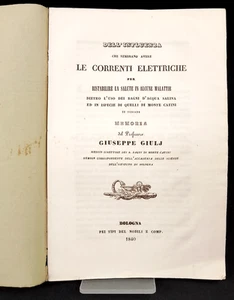 DELL'INFLUENZA
CHE SEMBRANO AVERE
LE CORRENTI ELETTRICHE
PER
RISTABILIRE LA SALUTE IN ALCUNE MALATTIE
DIETRO L'USO DEI BAGNI D'ACQUA SALINA
ED IN ISPECIE DI QUELLI DI MONTE CATINI
IN TOSCANA
MEMORIA
del Professore
GIUSEPPE GIULJ
BOLOGNA
PEI TIPI DEL NOBILI E COMP.
1840